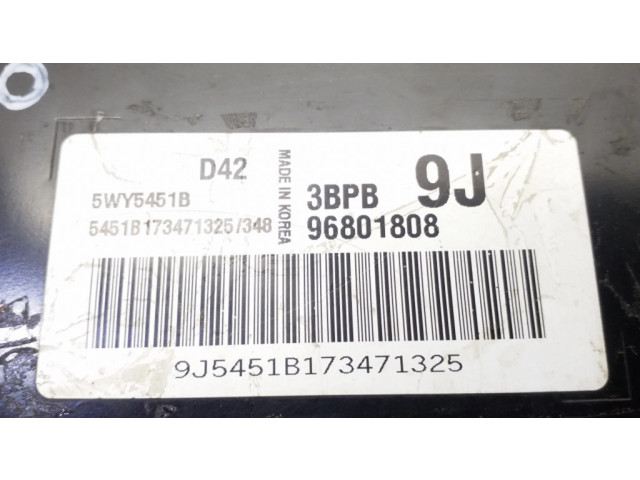 D42
5WY5451B
5451B173471325/348
MADE IN KOREA
3BPB 9J
96801808
9J5451B173471325